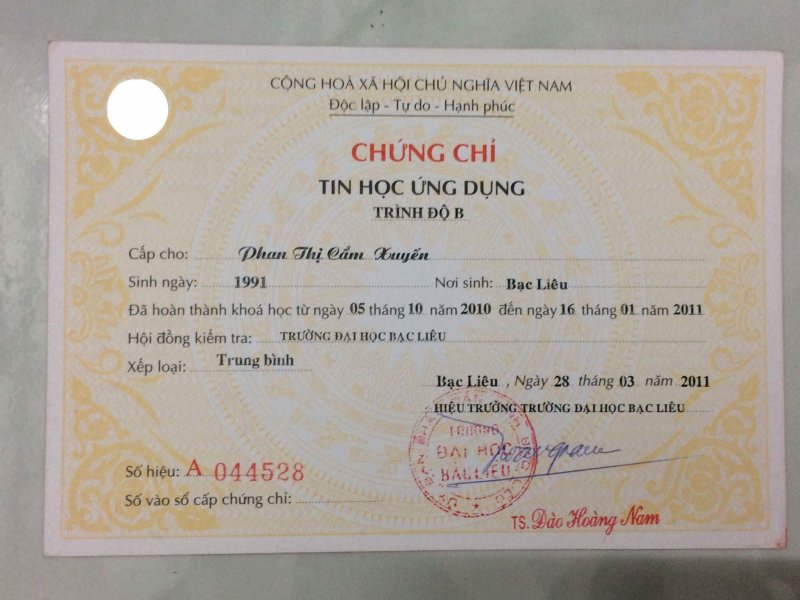 CỘNG HOÀ XÃ HỘI CHỦ NGHĨA VIỆT NAM
Độc lập - Tự do - Hạnh phúc
CHỨNG CHỈ
TIN HỌC ỨNG DỤNG
TRÌNH ĐỘ B
Cấp cho: Phan Thị Cẩm Xuyến
Sinh ngày: 1991 Nơi sinh: Bạc Liêu
Đã hoàn thành khoá học từ ngày 05 tháng 10 năm 2010 đến ngày 16 tháng 01 năm 2011
Hội đồng kiểm tra: TRƯỜNG ĐẠI HỌC BẠC LIÊU
Xếp loại: Trung bình
Bạc Liêu , Ngày 28 tháng 03 năm 2011
HIỆU TRƯỞNG TRƯỜNG ĐẠI HỌC BẠC LIÊU
TRƯỜNG
ĐẠI HỌC
BẠC LIÊU
Số hiệu: A 044528
Số vào sổ cấp chứng chỉ:
TS. Đào Hoàng Nam